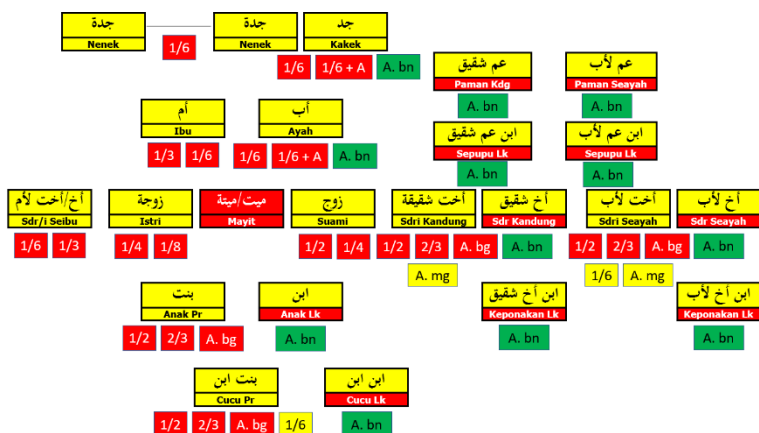 جدة جدة جد
Nenek Nenek Kakek
1/6
1/6 1/6 + A A. bn
عم شقيق عم لأب
Paman Kdg Paman Seayah
A. bn A. bn
أم أب
Ibu Ayah
1/3 1/6 1/6 1/6 + A A. bn
ابن عم شقيق ابن عم لأب
Sepupu Lk Sepupu Lk
A. bn A. bn
أخ/أخت لأم زوجة ميت/ميتة زوج أخت شقيقة أخ شقيق أخت لأب أخ لأب
Sdr/i Seibu Istri Mayit Suami Sdri Kandung Sdr Kandung Sdri Seayah Sdr Seayah
1/6 1/3 1/4 1/8 1/2 1/4 1/2 2/3 A. bg A. bn 1/2 2/3 A. bg A. bn
A. mg 1/6 A. mg
بنت ابن ابن أخ شقيق ابن أخ لأب
Anak Pr Anak Lk Keponakan Lk Keponakan Lk
1/2 2/3 A. bg A. bn A. bn A. bn
بنت ابن ابن ابن
Cucu Pr Cucu Lk
1/2 2/3 A. bg 1/6 A. bn